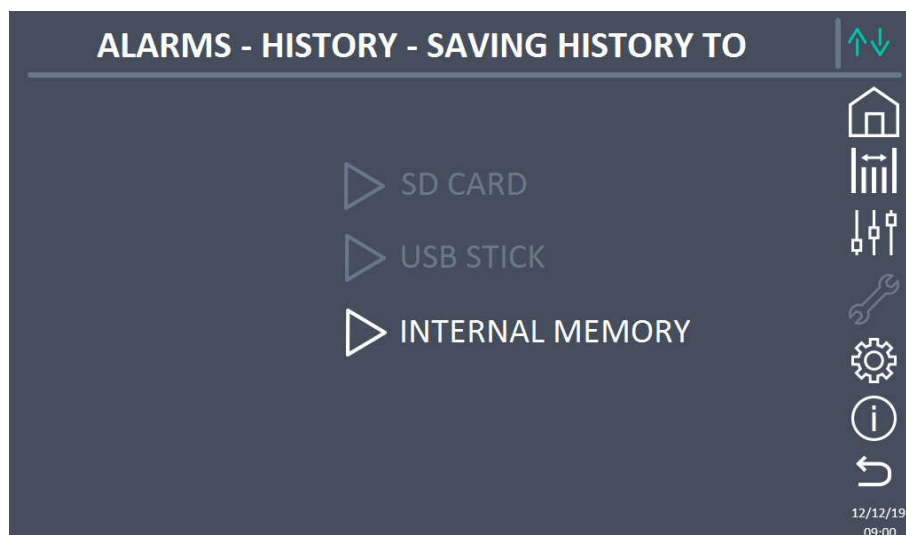 ALARMS - HISTORY - SAVING HISTORY TO
SD CARD
USB STICK
INTERNAL MEMORY
12/12/19
09:00